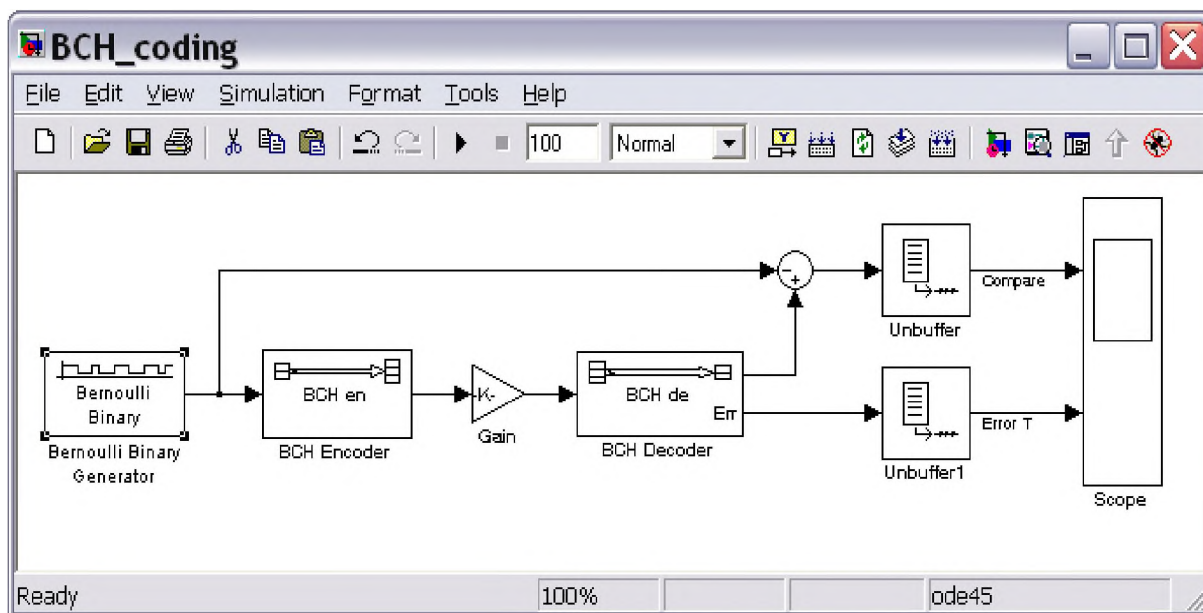 BCH_coding
File Edit View Simulation Format Tools Help
100 Normal
Compare
Unbuffer
Bernoulli
Binary
Bernoulli Binary
Generator
BCH en
BCH Encoder
-K-
Gain
BCH de
Err
BCH Decoder
Error T
Unbuffer1
Scope
Ready 100% ode45